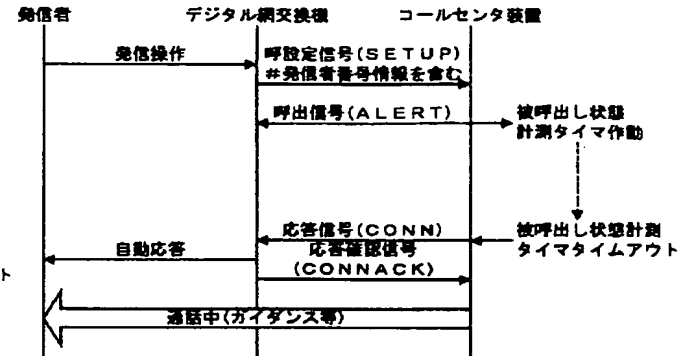 発信者
デジタル網交換機
コールセンタ装置
発信操作
呼設定信号(SETUP)
#発信者番号情報を含む
呼出信号(ALERT)
被呼出し状態
計測タイマ作動
応答信号(CONN)
被呼出し状態計測
タイマタイムアウト
自動応答
応答確認信号
(CONNACK)
ト
通話中(ガイダンス等)